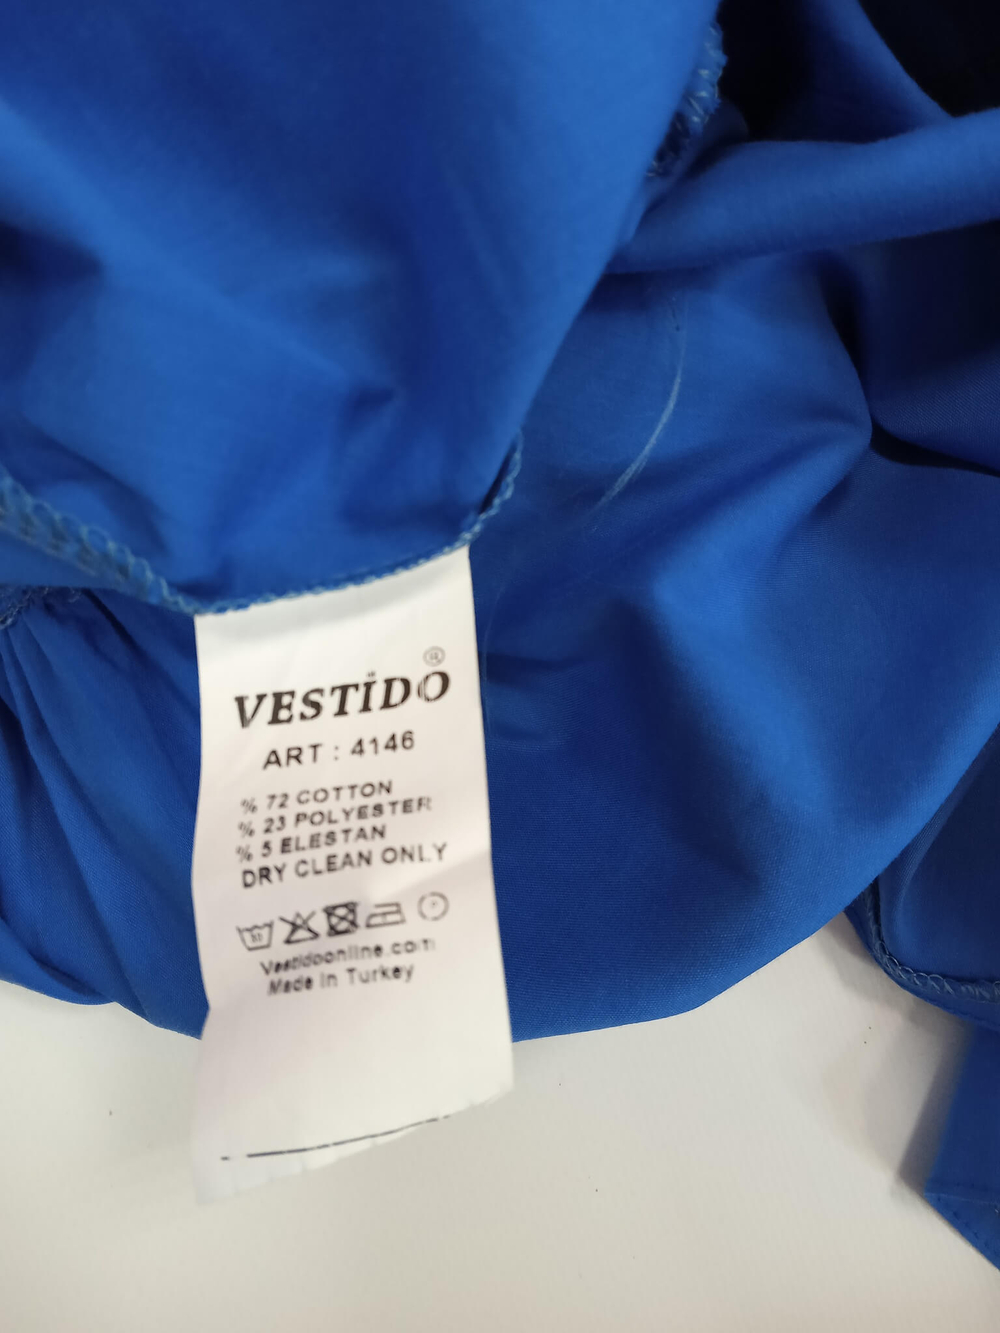 VESTİDO®
ART : 4146
% 72 COTTON
% 23 POLYESTER
% 5 ELESTAN
DRY CLEAN ONLY
Vestidoonline.com
Made in Turkey